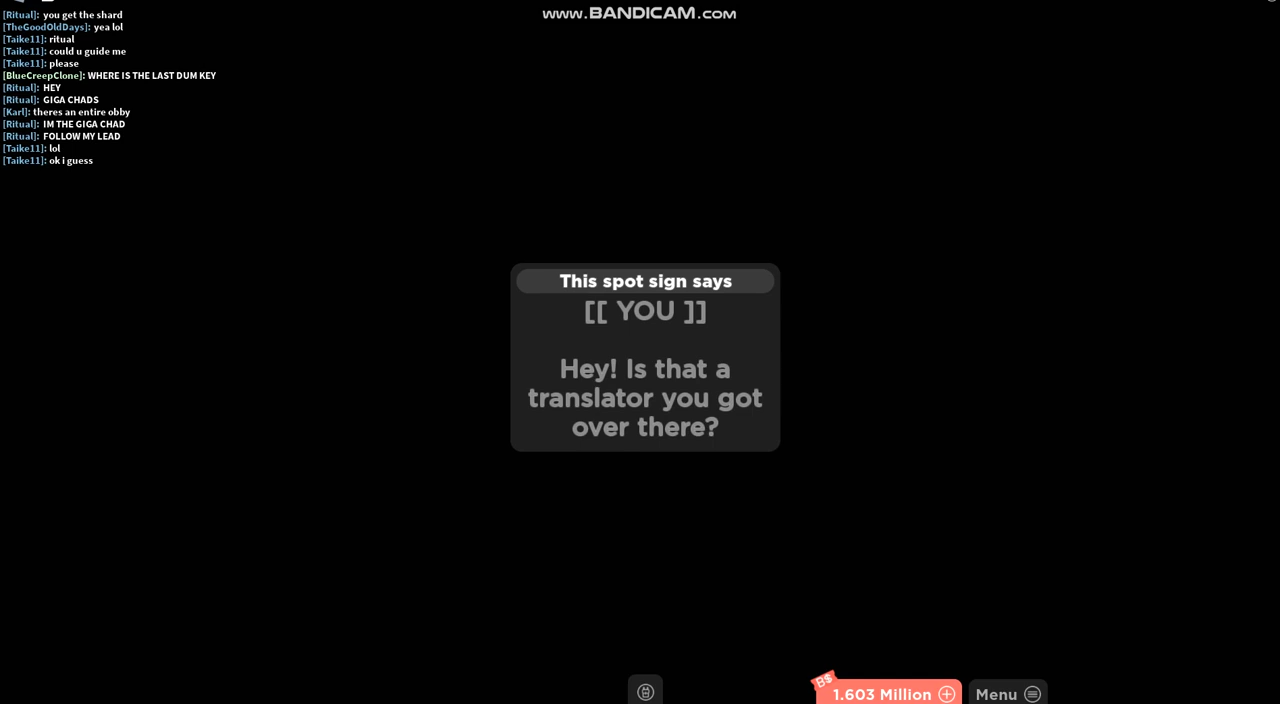 www.BANDICAM.com
[Ritual]: you get the shard
[TheGoodOldDays]: yea lol
[Taike11]: ritual
[Taike11]: could u guide me
[Taike11]: please
[BlueCreepClone]: WHERE IS THE LAST DUM KEY
[Ritual]: HEY
[Ritual]: GIGA CHADS
[Karl]: theres an entire obby
[Ritual]: IM THE GIGA CHAD
[Ritual]: FOLLOW MY LEAD
[Taike11]: lol
[Taike11]: ok i guess
This spot sign says
[[ YOU ]]
Hey! Is that a
translator you got
over there?
B$
1.603 Million
Menu